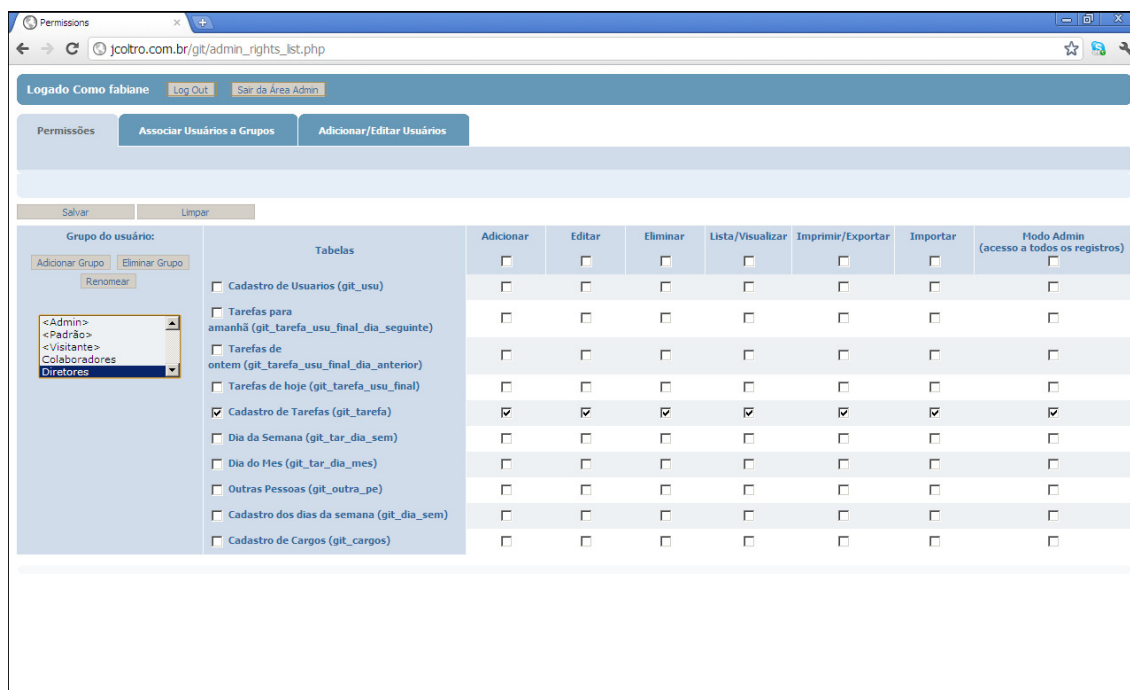 Permissions
jcoltro.com.br/git/admin_rights_list.php
Logado Como fabiane Log Out Sair da Área Admin
Permissões Associar Usuários a Grupos Adicionar/Editar Usuários
Salvar Limpar
Grupo do usuário:
Adicionar Grupo Eliminar Grupo
Renomear
<Admin>
<Padrão>
<Visitante>
Colaboradores
Diretores
Tabelas Adicionar Editar Eliminar Lista/Visualizar Imprimir/Exportar Importar Modo Admin
(acesso a todos os registros)
Cadastro de Usuarios (git_usu)
Tarefas para
amanhã (git_tarefa_usu_final_dia_seguinte)
Tarefas de
ontem (git_tarefa_usu_final_dia_anterior)
Tarefas de hoje (git_tarefa_usu_final)
Cadastro de Tarefas (git_tarefa)
Dia da Semana (git_tar_dia_sem)
Dia do Mes (git_tar_dia_mes)
Outras Pessoas (git_outra_pe)
Cadastro dos dias da semana (git_dia_sem)
Cadastro de Cargos (git_cargos)